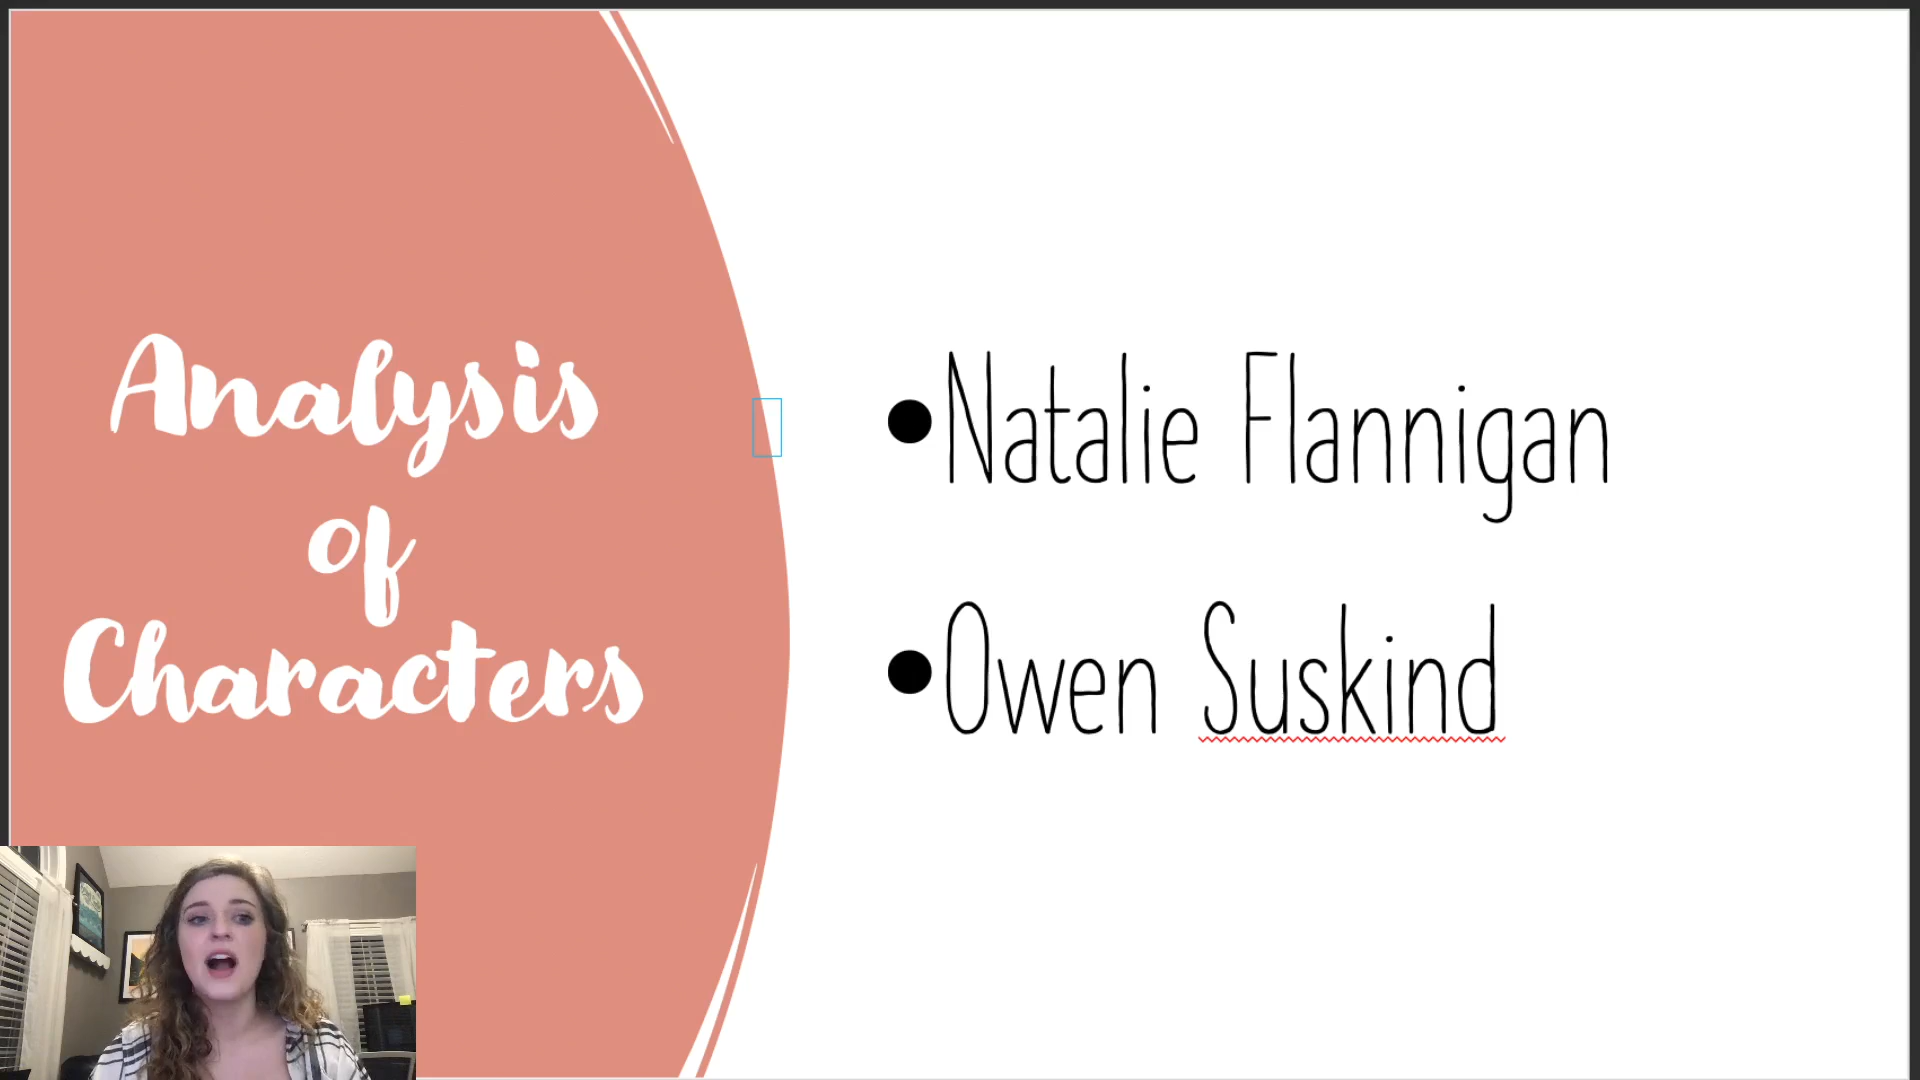 Analysis
of
Characters
•Natalie Flannigan
•Owen Suskind